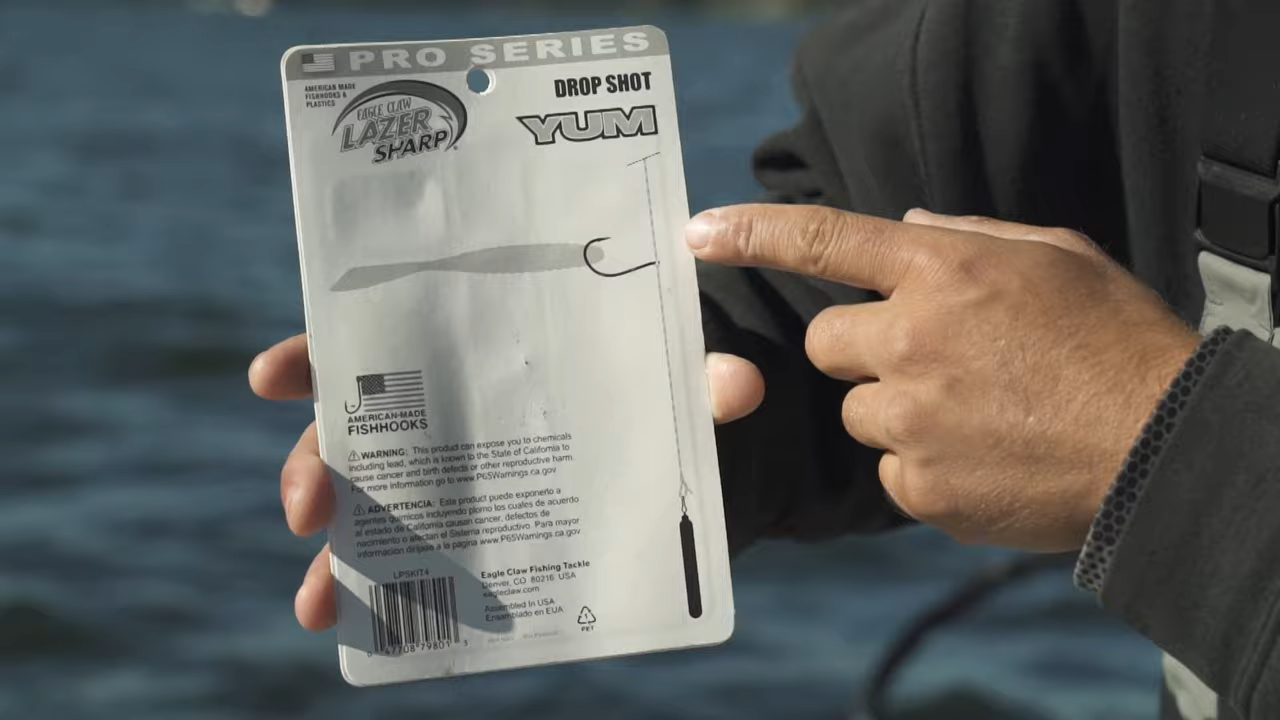 PRO SERIES
AMERICAN MADE
FISHHOOKS &
PLASTICS
EAGLE CLAW
LAZER
SHARP
DROP SHOT
YUM
AMERICAN-MADE
FISHHOOKS
WARNING: This product can expose you to chemicals
including lead, which is known to the State of California to
cause cancer and birth defects or other reproductive harm.
For more information go to www.P65Warnings.ca.gov
ADVERTENCIA: Este producto puede exponerlo a
agentes químicos incluyendo plomo los cuales de acuerdo
al estado de California causan cancer, defectos de
nacimiento o afectan el Sistema reproductivo. Para mayor
informacion dirijase a la pagina www.P65Warnings.ca.gov
LPSKIT4
0 47708 79801 3
Eagle Claw Fishing Tackle
Denver, CO 80216 USA
eagleclaw.com
Assembled In USA
Ensamblado en EUA
1
PET